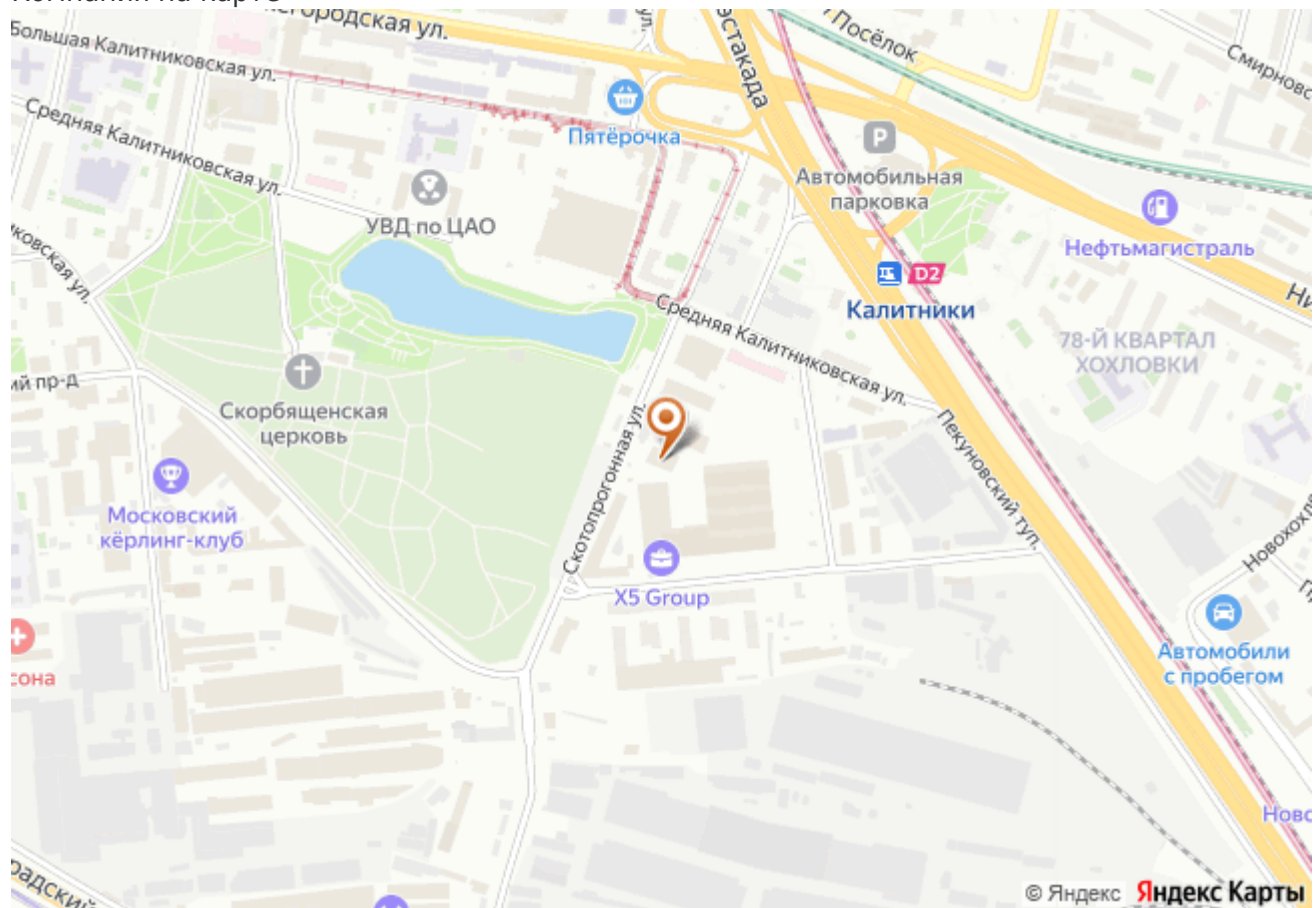 Большая Калитниковская ул.
Посёлок
Средняя Калитниковская ул.
Пятёрочка
Автомобильная
парковка
УВД по ЦАО
Нефтьмагистраль
D2
Калитники
Средняя Калитниковская ул.
78-Й КВАРТАЛ
ХОХЛОВКИ
Скорбященская
церковь
Скотопрогонная ул.
Пекуновский туп.
Московский
кёрлинг-клуб
X5 Group
Автомобили
с пробегом
© Яндекс Яндекс Карты